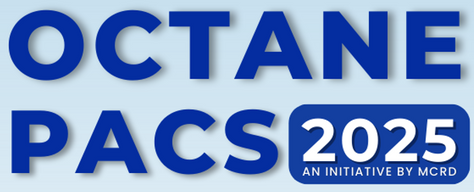 OCTANE
PACS 2025
AN INITIATIVE BY MCRD